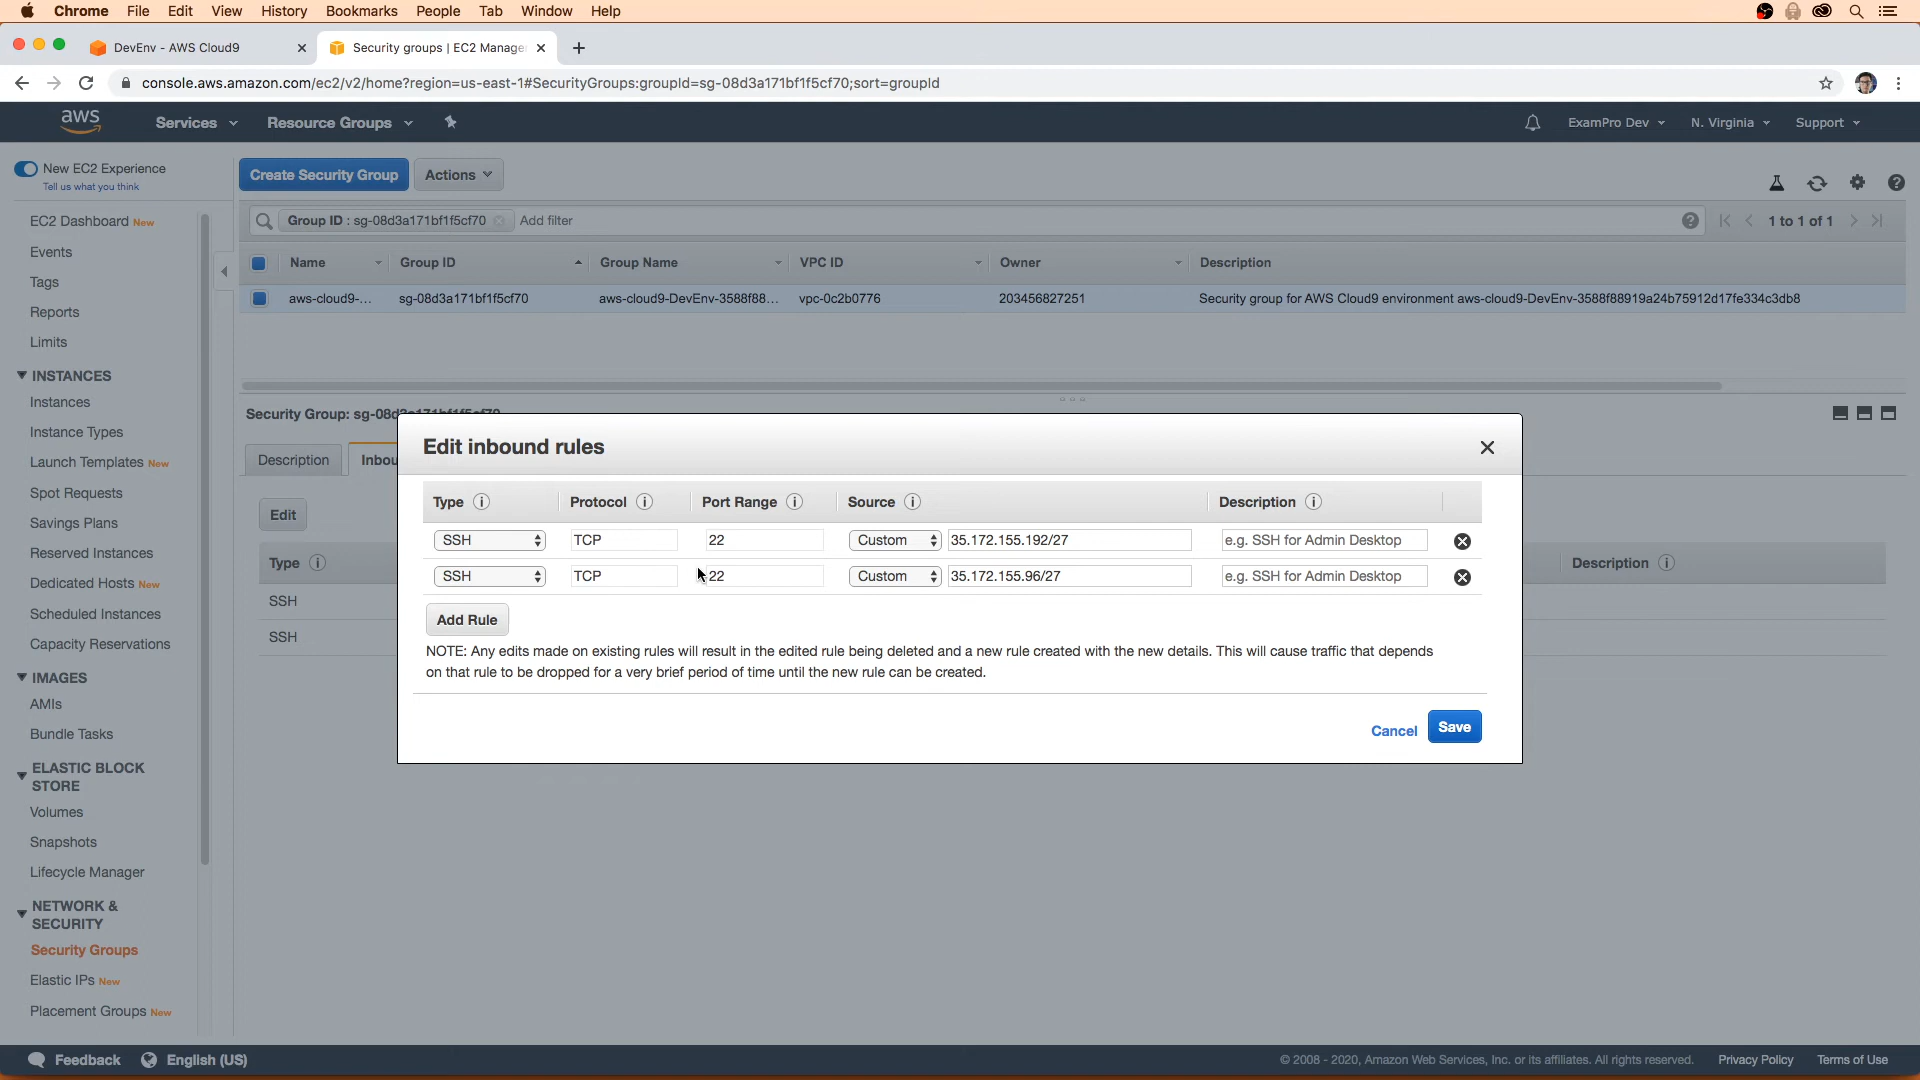 Chrome File Edit View History Bookmarks People Tab Window Help
DevEnv - AWS Cloud9
Security groups | EC2 Manage
console.aws.amazon.com/ec2/v2/home?region=us-east-1#SecurityGroups:groupId=sg-08d3a171bf1f5cf70;sort=groupId
aws Services Resource Groups ExamPro Dev N. Virginia Support
New EC2 Experience
Tell us what you think
EC2 Dashboard New
Events
Tags
Reports
Limits
INSTANCES
Instances
Instance Types
Launch Templates New
Spot Requests
Savings Plans
Reserved Instances
Dedicated Hosts New
Scheduled Instances
Capacity Reservations
IMAGES
AMIs
Bundle Tasks
ELASTIC BLOCK
STORE
Volumes
Snapshots
Lifecycle Manager
NETWORK &
SECURITY
Security Groups
Elastic IPs New
Placement Groups New
Create Security Group Actions
Group ID : sg-08d3a171bf1f5cf70 Add filter 1 to 1 of 1
Name Group ID Group Name VPC ID Owner Description
aws-cloud9-... sg-08d3a171bf1f5cf70 aws-cloud9-DevEnv-3588f88... vpc-0c2b0776 203456827251 Security group for AWS Cloud9 environment aws-cloud9-DevEnv-3588f88919a24b75912d17fe334c3db8
Security Group: sg-08d3a171bf1f5cf70
Description Inbou
Edit
Type Description
SSH
SSH
Edit inbound rules
Type Protocol Port Range Source Description
SSH TCP 22 Custom 35.172.155.192/27 e.g. SSH for Admin Desktop
SSH TCP 22 Custom 35.172.155.96/27 e.g. SSH for Admin Desktop
Add Rule
NOTE: Any edits made on existing rules will result in the edited rule being deleted and a new rule created with the new details. This will cause traffic that depends
on that rule to be dropped for a very brief period of time until the new rule can be created.
Cancel Save
Feedback English (US) © 2008 - 2020, Amazon Web Services, Inc. or its affiliates. All rights reserved. Privacy Policy Terms of Use